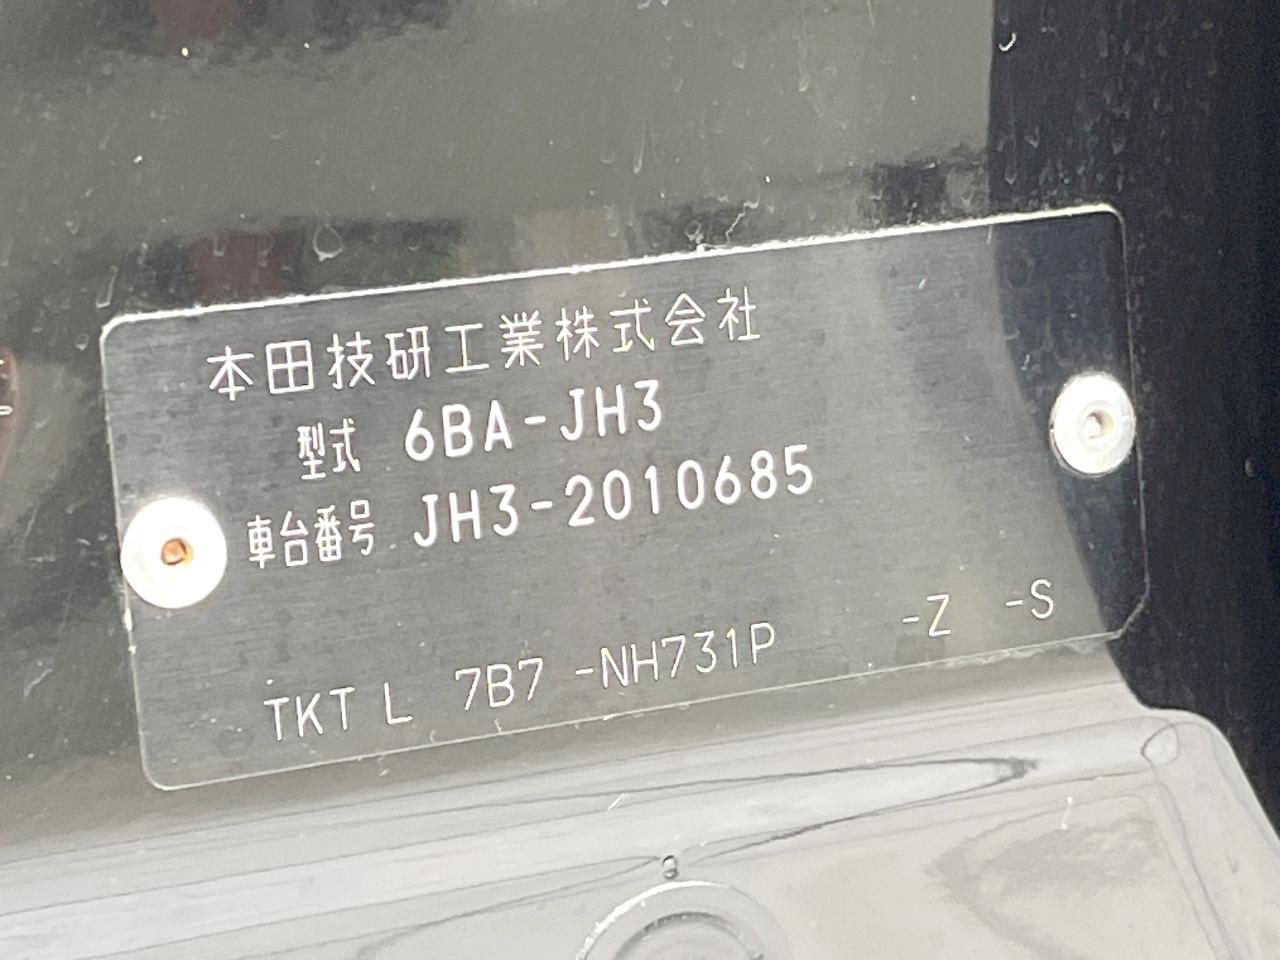 本田技研工業株式会社
型式 6BA-JH3
車台番号 JH3-2010685
TKT L 7B7 -NH731P -Z -S